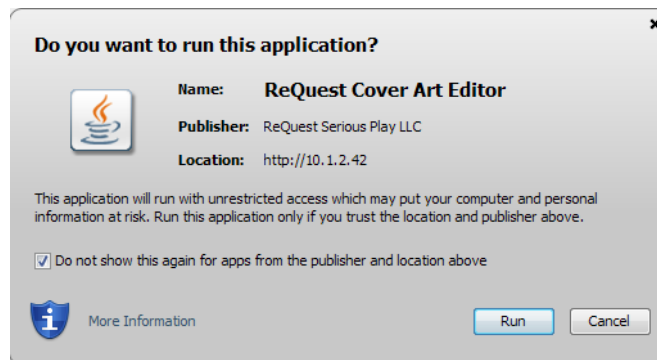 Do you want to run this application?
Name: ReQuest Cover Art Editor
Publisher: ReQuest Serious Play LLC
Location: http://10.1.2.42
This application will run with unrestricted access which may put your computer and personal
information at risk. Run this application only if you trust the location and publisher above.
Do not show this again for apps from the publisher and location above
More Information
Run
Cancel